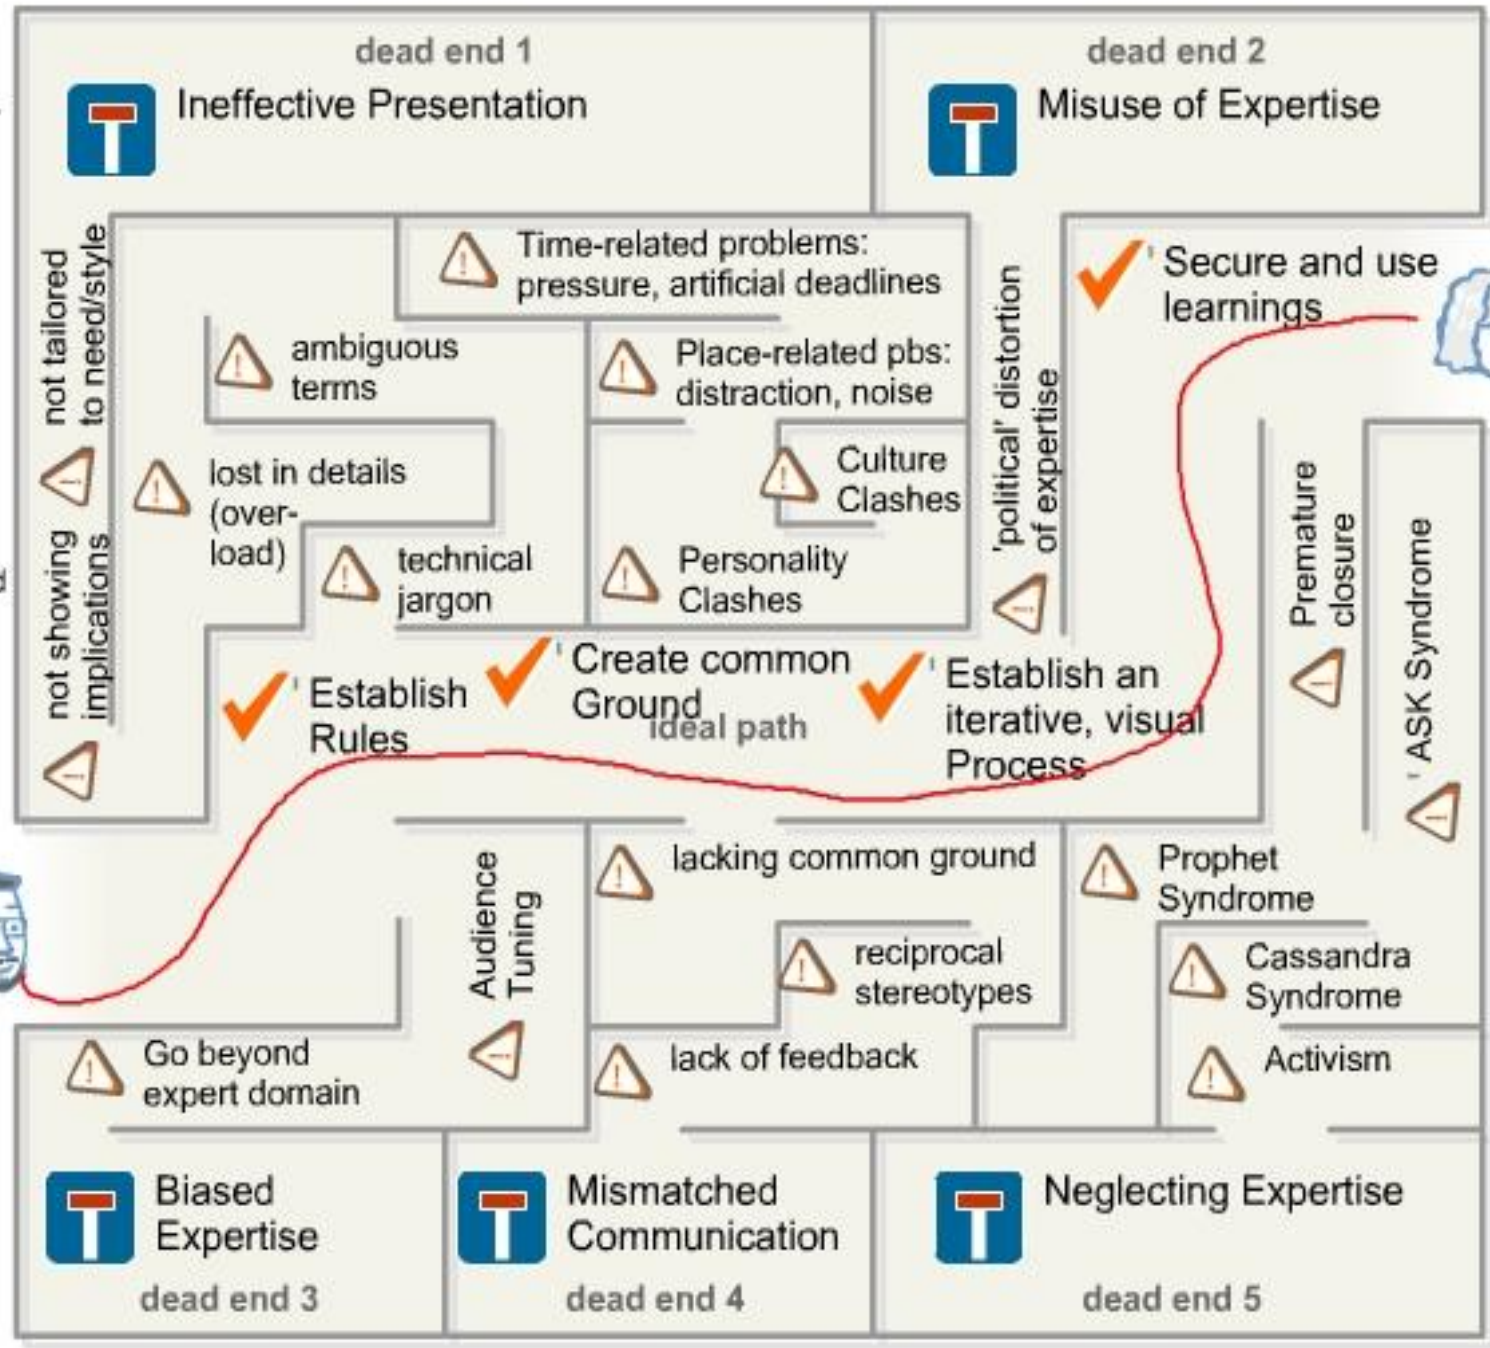 dead end 1
Ineffective Presentation
dead end 2
Misuse of Expertise
not tailored
to need/style
not showing
implications
Time-related problems:
pressure, artificial deadlines
ambiguous
terms
Place-related pbs:
distraction, noise
lost in details
(over-
load)
Culture
Clashes
technical
jargon
Personality
Clashes
'political' distortion
of expertise
' Secure and use
learnings
Premature
closure
' ASK Syndrome
' Establish
Rules
' Create common
Ground
ideal path
' Establish an
iterative, visual
Process
Audience
Tuning
lacking common ground
Prophet
Syndrome
reciprocal
stereotypes
Cassandra
Syndrome
Go beyond
expert domain
lack of feedback
Activism
Biased
Expertise
dead end 3
Mismatched
Communication
dead end 4
Neglecting Expertise
dead end 5